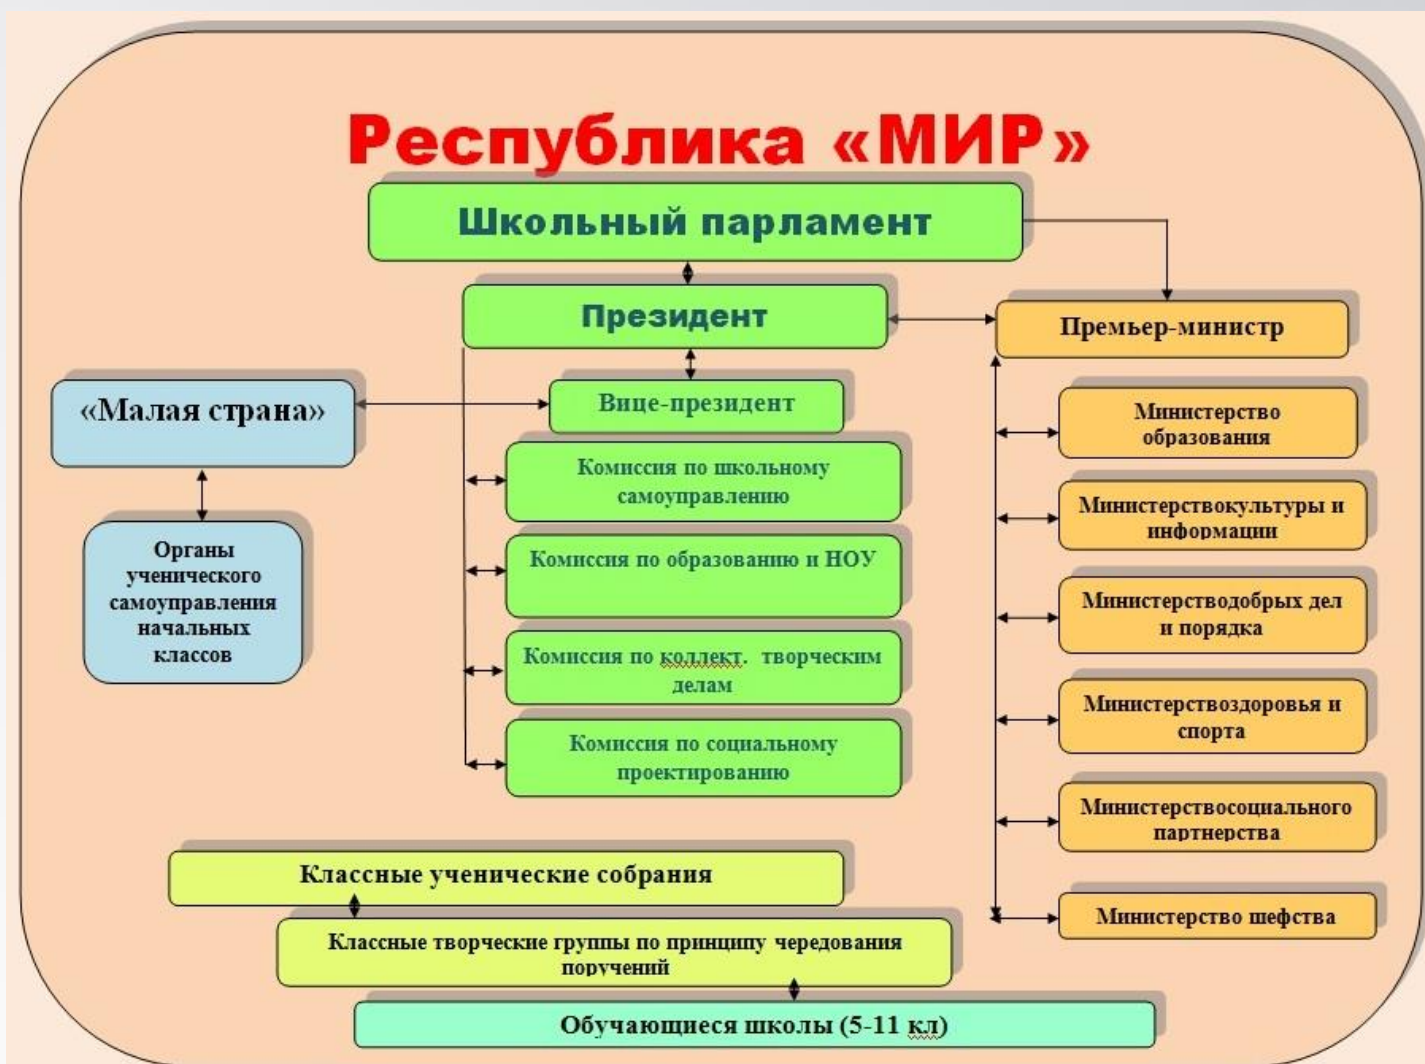 Республика «МИР»
Школьный парламент
Президент
Премьер-министр
«Малая страна»
Вице-президент
Министерство
образования
Комиссия по школьному
самоуправлению
Министерствокультуры и
информации
Органы
ученического
самоуправления
начальных
классов
Комиссия по образованию и НОУ
Министерстводобрых дел
и порядка
Комиссия по коллект. творческим
делам
Министерствоздоровья и
спорта
Комиссия по социальному
проектированию
Министерствосоциального
партнерства
Классные ученические собрания
Министерство шефства
Классные творческие группы по принципу чередования
поручений
Обучающиеся школы (5-11 кл)